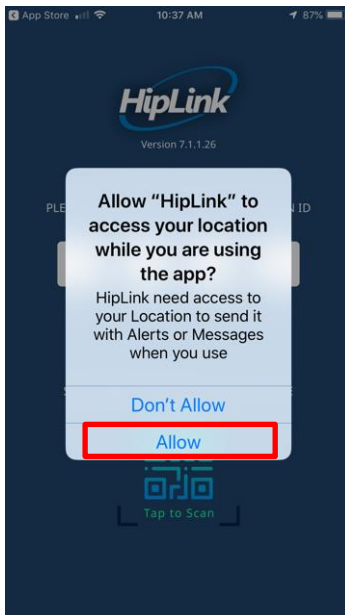 App Store 10:37 AM 87%
HipLink
Version 7.1.1.26
PLE N ID
Allow “HipLink” to
access your location
while you are using
the app?
HipLink need access to
your Location to send it
with Alerts or Messages
when you use
Don’t Allow
Allow
Tap to Scan